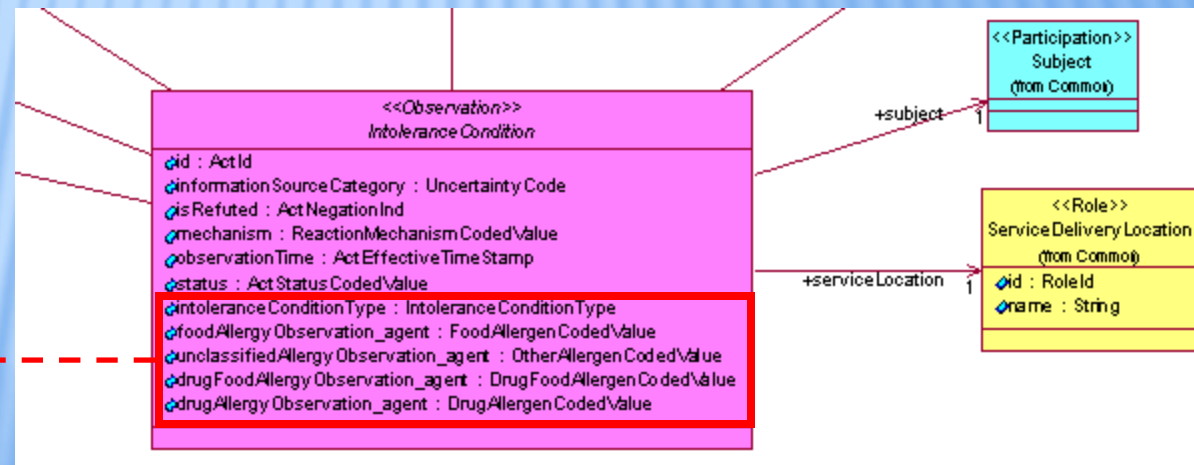 <<Observation>>
IntoleranceCondition
id : ActId
informationSourceCategory : UncertaintyCode
isRefuted : ActNegationInd
mechanism : ReactionMechanismCodedValue
observationTime : ActEffectiveTimeStamp
status : ActStatusCodedValue
intoleranceConditionType : IntoleranceConditionType
foodAllergyObservation_agent : FoodAllergenCodedValue
unclassifiedAllergyObservation_agent : OtherAllergenCodedValue
drugFoodAllergyObservation_agent : DrugFoodAllergenCodedValue
drugAllergyObservation_agent : DrugAllergenCodedValue
+subject
1
<<Participation>>
Subject
(from Common)
+serviceLocation
1
<<Role>>
ServiceDeliveryLocation
(from Common)
id : RoleId
name : String